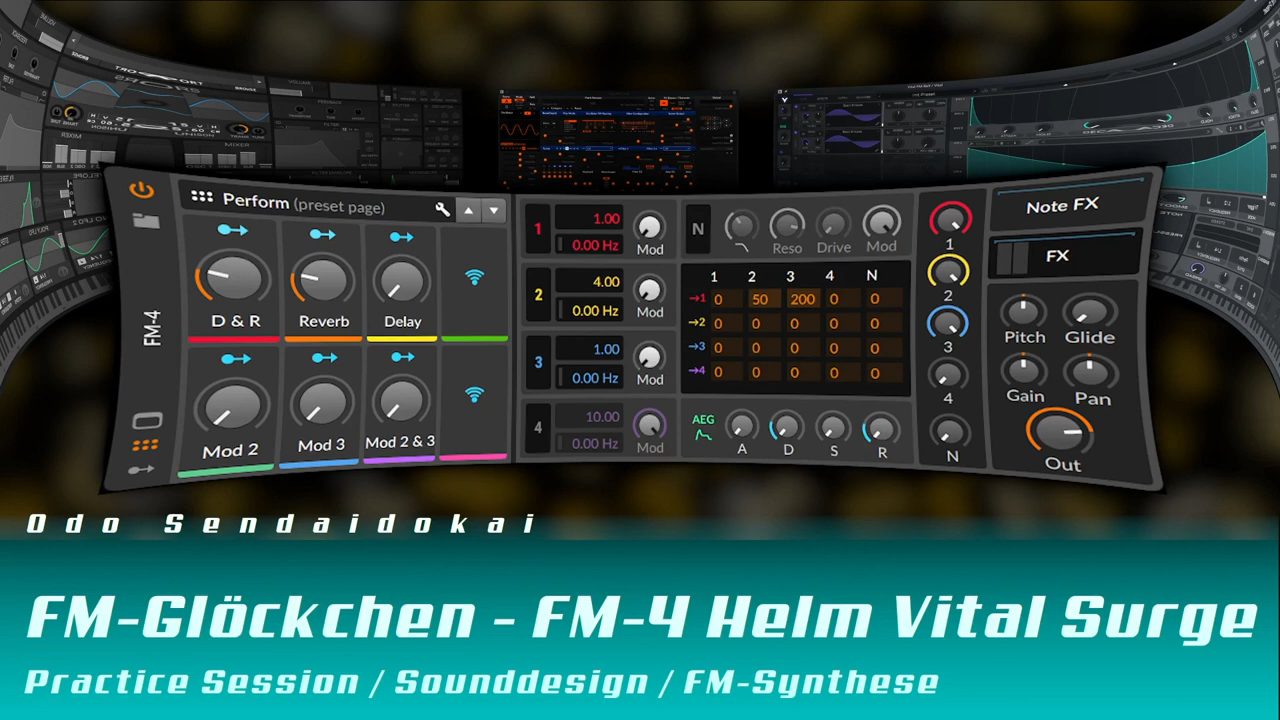 Perform (preset page)
FM-4
D & R
Reverb
Delay
Mod 2
Mod 3
Mod 2 & 3
1
1.00
0.00 Hz
Mod
2
4.00
0.00 Hz
Mod
3
1.00
0.00 Hz
Mod
4
10.00
0.00 Hz
Mod
N
Reso
Drive
Mod
1 2 3 4 N
→1 0 50 200 0 0
→2 0 0 0 0 0
→3 0 0 0 0 0
→4 0 0 0 0 0
AEG
A D S R
1
2
3
4
N
Note FX
FX
Pitch
Glide
Gain
Pan
Out
Odo Sendaidokai
FM-Glöckchen - FM-4 Helm Vital Surge
Practice Session / Sounddesign / FM-Synthese